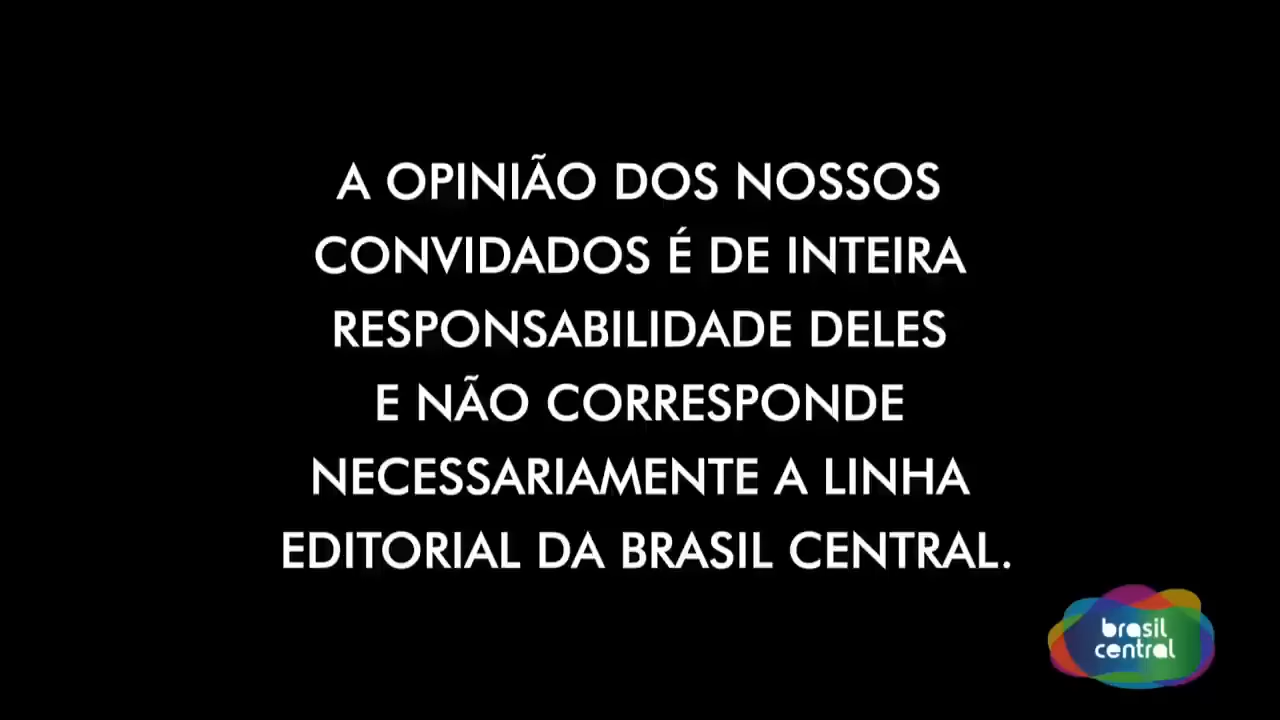 A OPINIÃO DOS NOSSOS
CONVIDADOS É DE INTEIRA
RESPONSABILIDADE DELES
E NÃO CORRESPONDE
NECESSARIAMENTE A LINHA
EDITORIAL DA BRASIL CENTRAL.
brasil
central